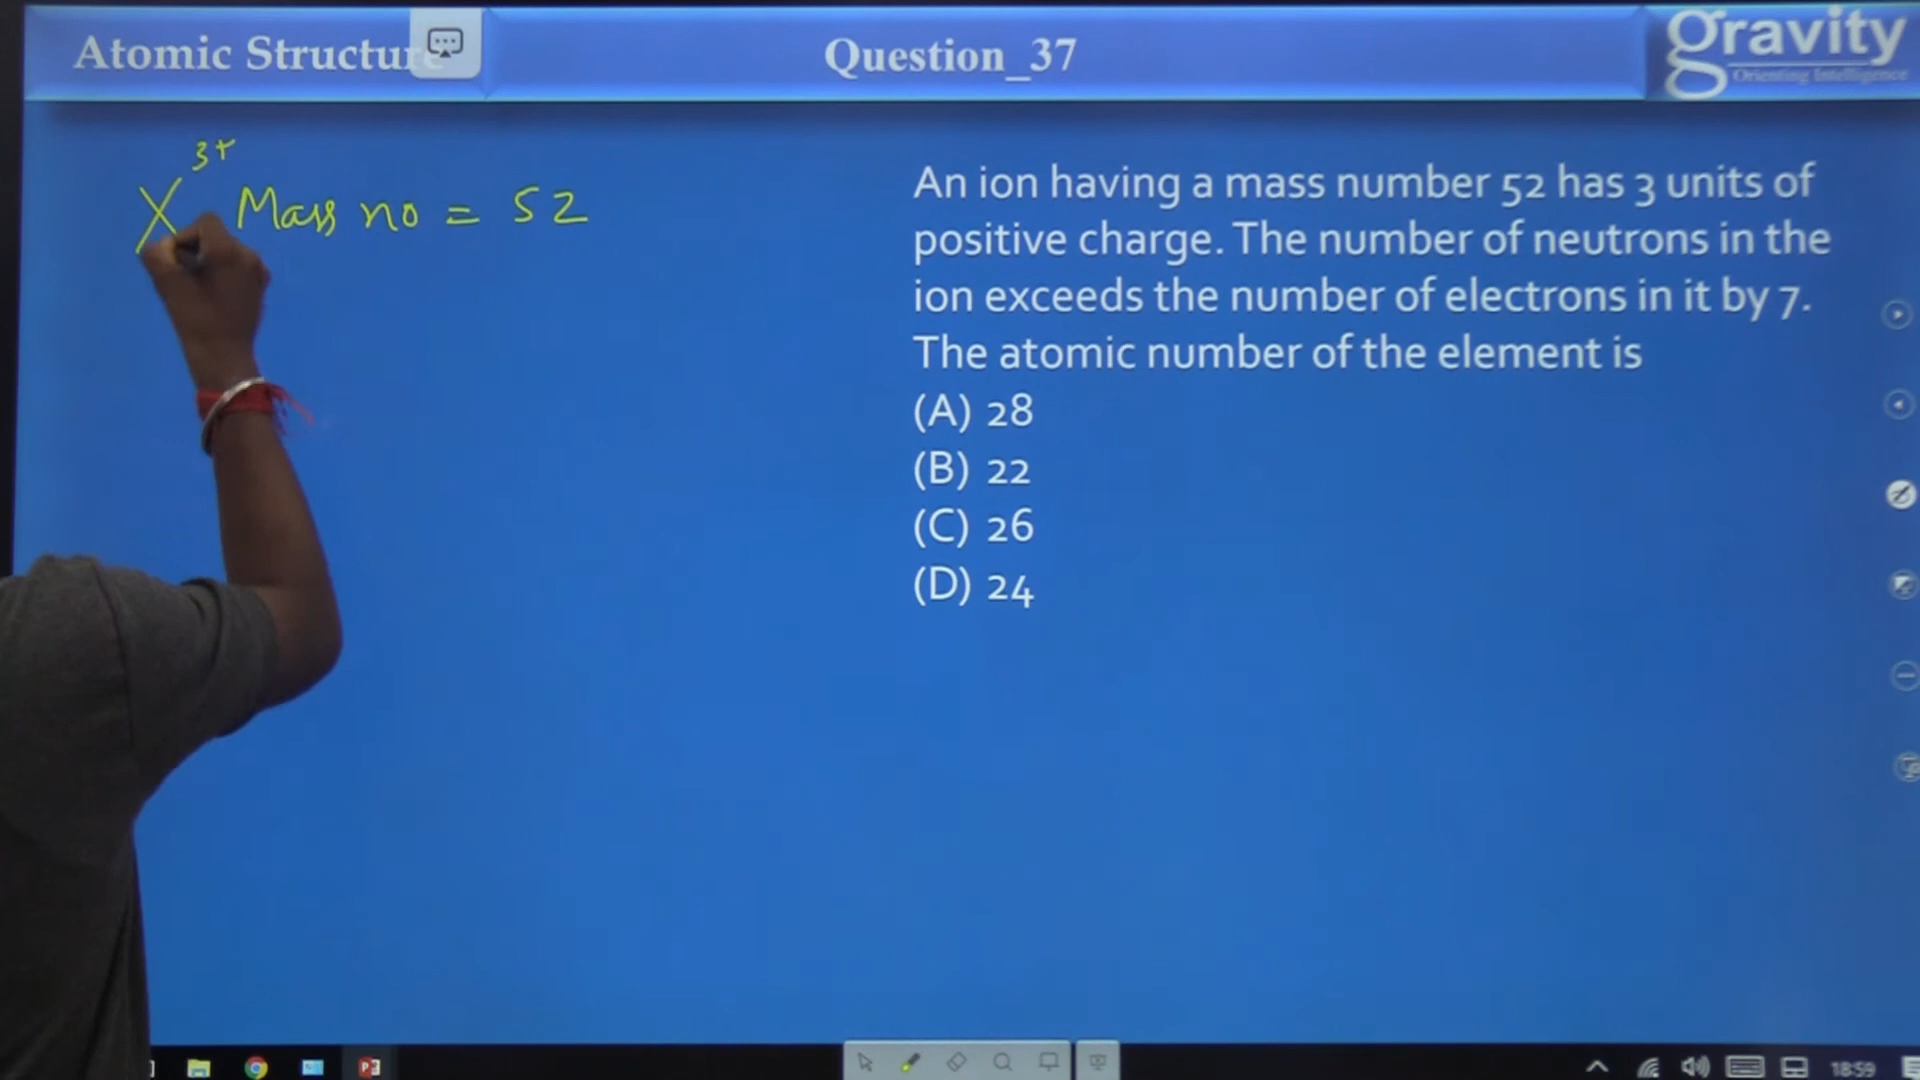 Atomic Structure
Question_37
gravity
Orienting Intelligence
X³⁺ Mass no = 52
An ion having a mass number 52 has 3 units of
positive charge. The number of neutrons in the
ion exceeds the number of electrons in it by 7.
The atomic number of the element is
(A) 28
(B) 22
(C) 26
(D) 24
18:59